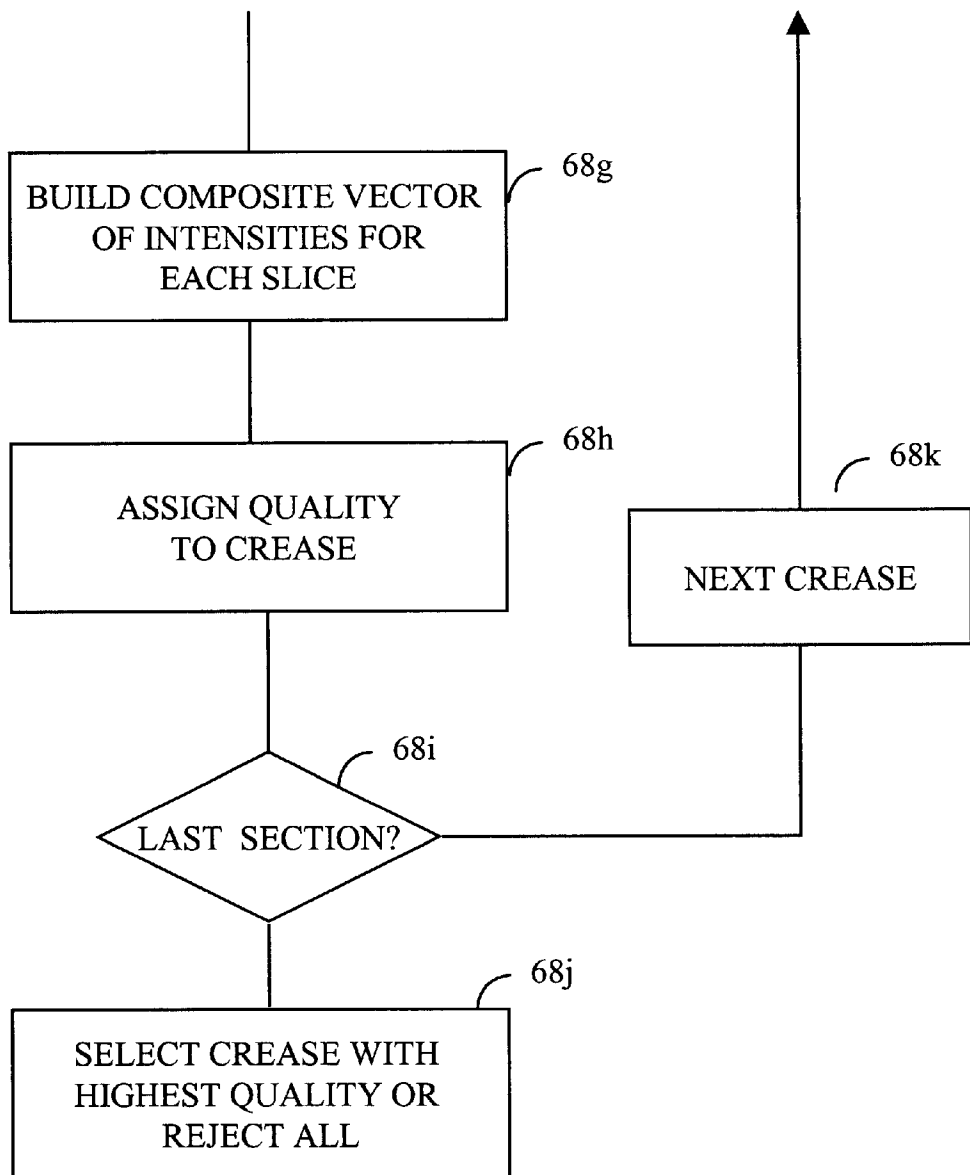 68g
BUILD COMPOSITE VECTOR
OF INTENSITIES FOR
EACH SLICE
68h
ASSIGN QUALITY
TO CREASE
68k
NEXT CREASE
68i
LAST SECTION?
68j
SELECT CREASE WITH
HIGHEST QUALITY OR
REJECT ALL